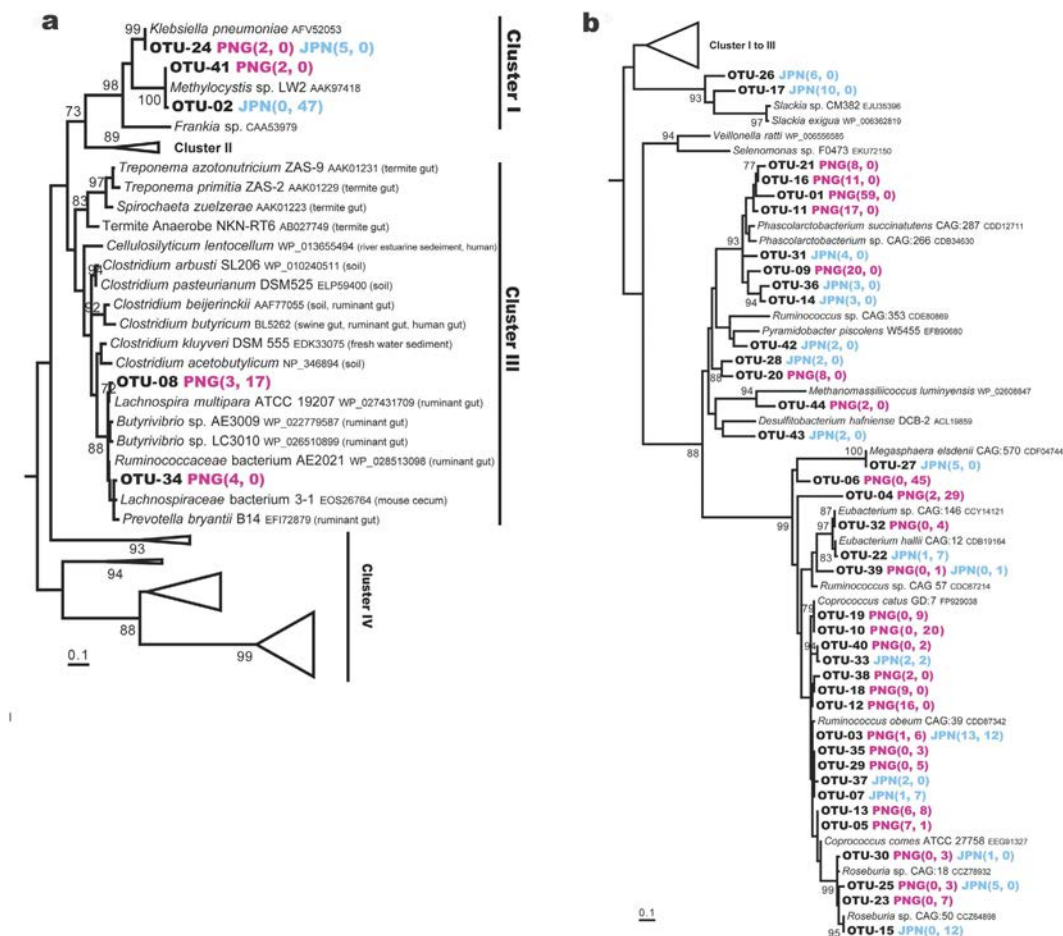 a
Klebsiella pneumoniae AFV52053
99
OTU-24 PNG(2, 0) JPN(5, 0)
OTU-41 PNG(2, 0)
98
Methylocystis sp. LW2 AAK97418
100
OTU-02 JPN(0, 47)
73
Frankia sp. CAA53979
89
Cluster II
Cluster I
Treponema azotonutricium ZAS-9 AAK01231 (termite gut)
97
Treponema primitia ZAS-2 AAK01229 (termite gut)
83
Spirochaeta zuelzerae AAK01223 (termite gut)
Termite Anaerobe NKN-RT6 AB027749 (termite gut)
Cellulosilyticum lentocellum WP_013655494 (river estuarine sedeiment, human)
Clostridium arbusti SL206 WP_010240511 (soil)
94
Clostridium pasteurianum DSM525 ELP59400 (soil)
92
Clostridium beijerinckii AAF77055 (soil, ruminant gut)
Clostridium butyricum BL5262 (swine gut, ruminant gut, human gut)
Clostridium kluyveri DSM 555 EDK33075 (fresh water sediment)
Clostridium acetobutylicum NP_346894 (soil)
OTU-08 PNG(3, 17)
Lachnospira multipara ATCC 19207 WP_027431709 (ruminant gut)
Butyrivibrio sp. AE3009 WP_022779587 (ruminant gut)
88
Butyrivibrio sp. LC3010 WP_026510899 (ruminant gut)
Ruminococcaceae bacterium AE2021 WP_028513098 (ruminant gut)
OTU-34 PNG(4, 0)
Lachnospiraceae bacterium 3-1 EOS26764 (mouse cecum)
Prevotella bryantii B14 EFI72879 (ruminant gut)
Cluster III
93
94
88
99
Cluster IV
0.1
b
Cluster I to III
OTU-26 JPN(6, 0)
93
OTU-17 JPN(10, 0)
Slackia sp. CM382 EJU35396
97
Slackia exigua WP_006362819
94
Veillonella ratti WP_006556585
Selenomonas sp. F0473 EKU72150
77
OTU-21 PNG(8, 0)
OTU-16 PNG(11, 0)
OTU-01 PNG(59, 0)
OTU-11 PNG(17, 0)
Phascolarctobacterium succinatutens CAG:287 CDD12711
93
Phascolarctobacterium sp. CAG:266 CDB34630
OTU-31 JPN(4, 0)
OTU-09 PNG(20, 0)
OTU-36 JPN(3, 0)
94
OTU-14 JPN(3, 0)
Ruminococcus sp. CAG:353 CDE80869
Pyramidobacter piscolens W5455 EFB90680
OTU-42 JPN(2, 0)
OTU-28 JPN(2, 0)
88
OTU-20 PNG(8, 0)
94
Methanomassiliicoccus luminyensis WP_02608847
OTU-44 PNG(2, 0)
Desulfitobacterium hafniense DCB-2 ACL19859
OTU-43 JPN(2, 0)
88
Megasphaera elsdenii CAG:570 CDF04744
100
OTU-27 JPN(5, 0)
OTU-06 PNG(0, 45)
OTU-04 PNG(2, 29)
99
87
Eubacterium sp. CAG:146 CCY14121
97
OTU-32 PNG(0, 4)
Eubacterium hallii CAG:12 CDB19164
83
OTU-22 JPN(1, 7)
OTU-39 PNG(0, 1) JPN(0, 1)
Ruminococcus sp. CAG 57 CDC67214
Coprococcus catus GD:7 FP929038
79
OTU-19 PNG(0, 9)
OTU-10 PNG(0, 20)
94
OTU-40 PNG(0, 2)
OTU-33 JPN(2, 2)
OTU-38 PNG(2, 0)
OTU-18 PNG(9, 0)
OTU-12 PNG(16, 0)
Ruminococcus obeum CAG:39 CDD87342
OTU-03 PNG(1, 6) JPN(13, 12)
OTU-35 PNG(0, 3)
OTU-29 PNG(0, 5)
OTU-37 JPN(2, 0)
OTU-07 JPN(1, 7)
OTU-13 PNG(6, 8)
OTU-05 PNG(7, 1)
Coprococcus comes ATCC 27758 EEG91327
OTU-30 PNG(0, 3) JPN(1, 0)
Roseburia sp. CAG:18 CCZ78932
99
OTU-25 PNG(0, 3) JPN(5, 0)
OTU-23 PNG(0, 7)
Roseburia sp. CAG:50 CCZ64898
95
OTU-15 JPN(0, 12)
0.1